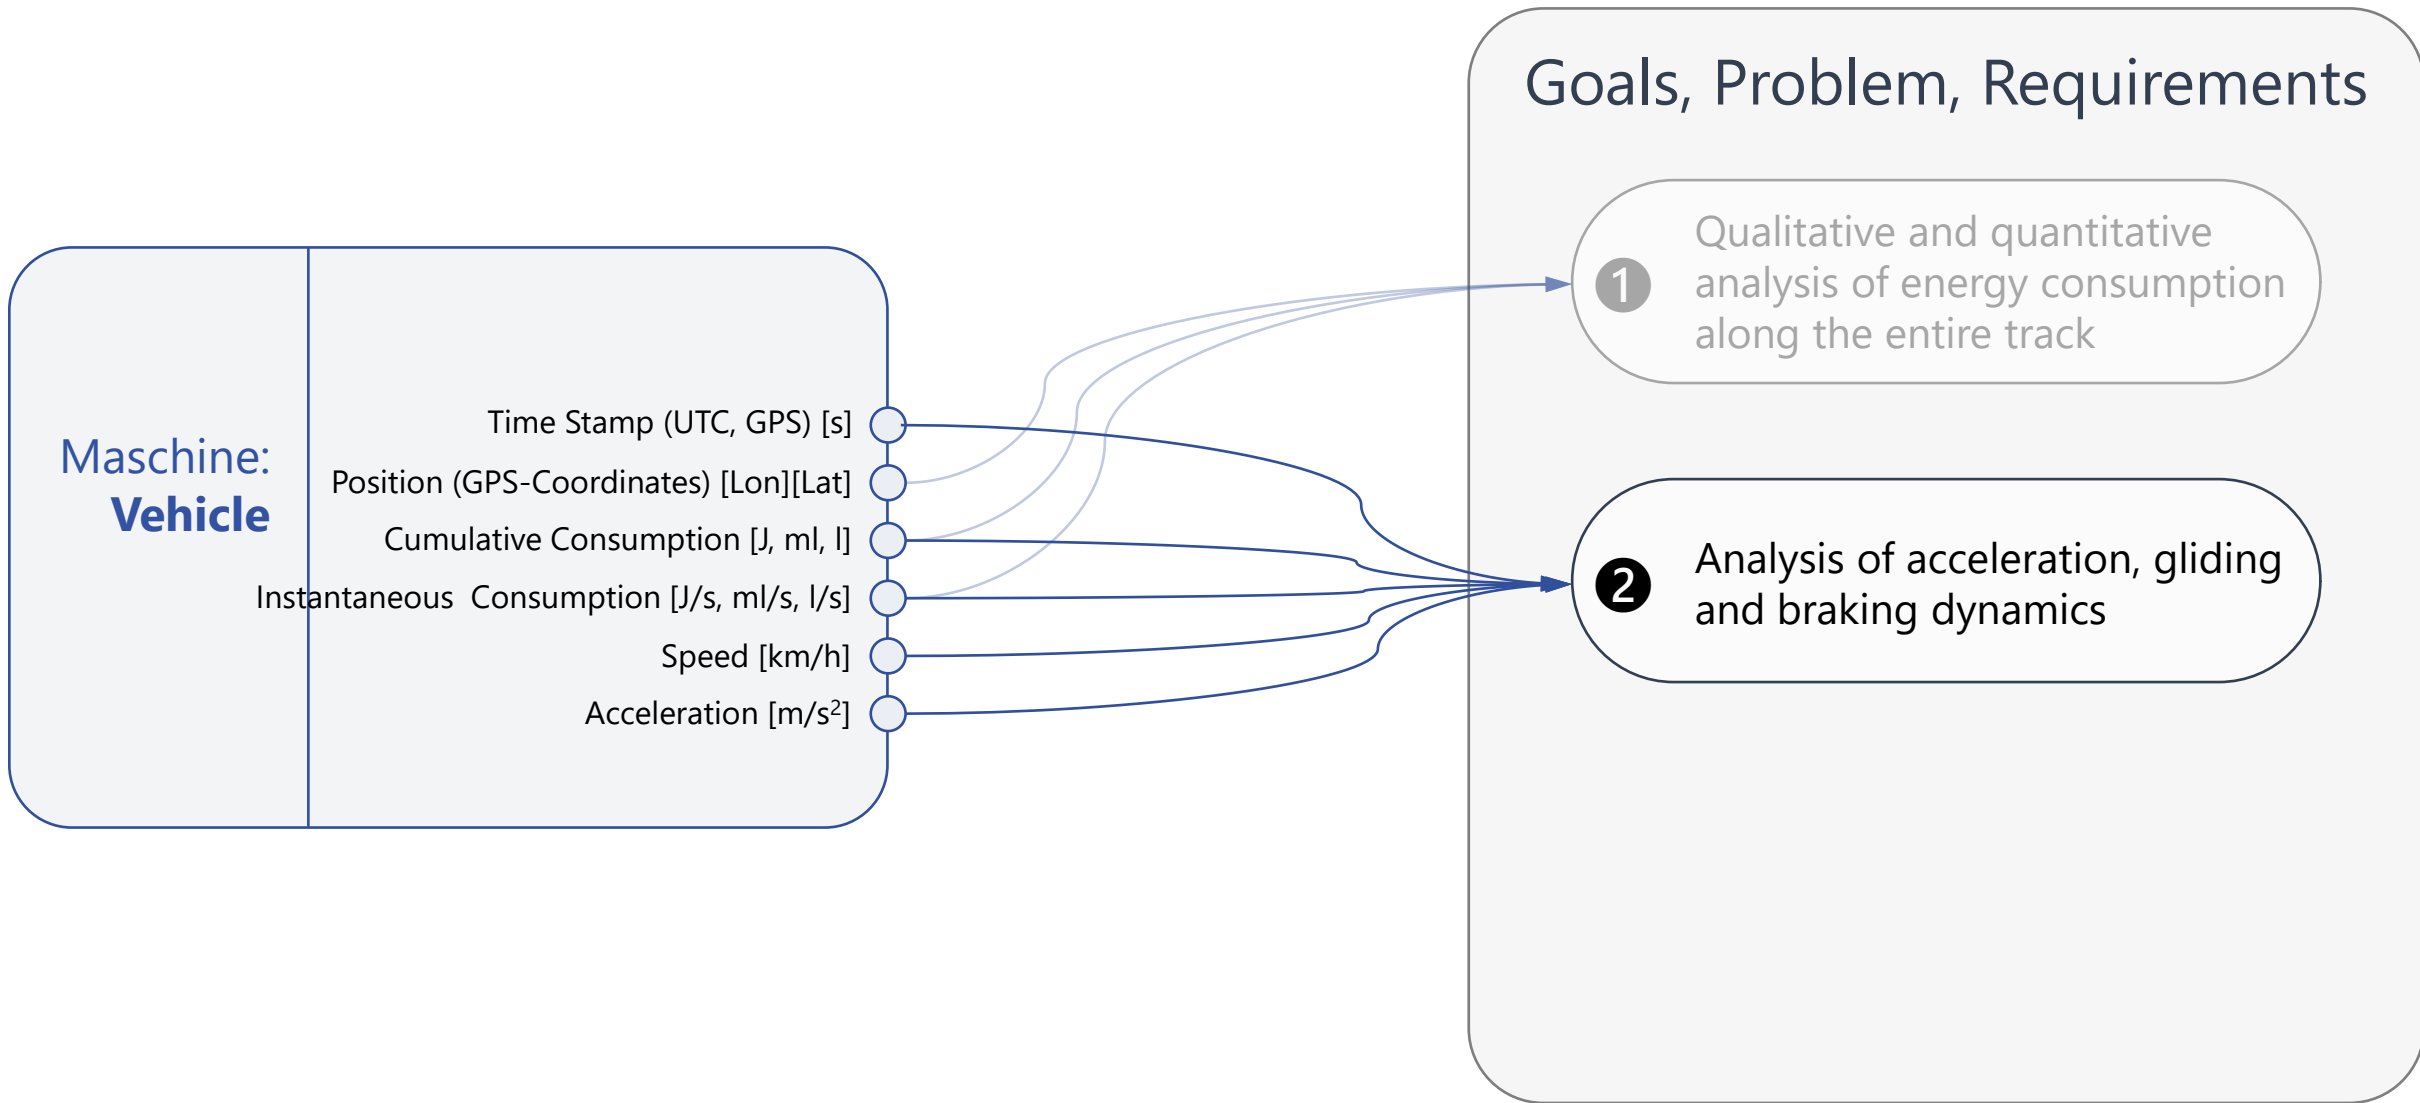 Goals, Problem, Requirements
❶
Qualitative and quantitative
analysis of energy consumption
along the entire track
Maschine:
Vehicle
Time Stamp (UTC, GPS) [s]
Position (GPS-Coordinates) [Lon][Lat]
Cumulative Consumption [J, ml, l]
Instantaneous  Consumption [J/s, ml/s, l/s]
Speed [km/h]
Acceleration [m/s²]
❷
Analysis of acceleration, gliding
and braking dynamics